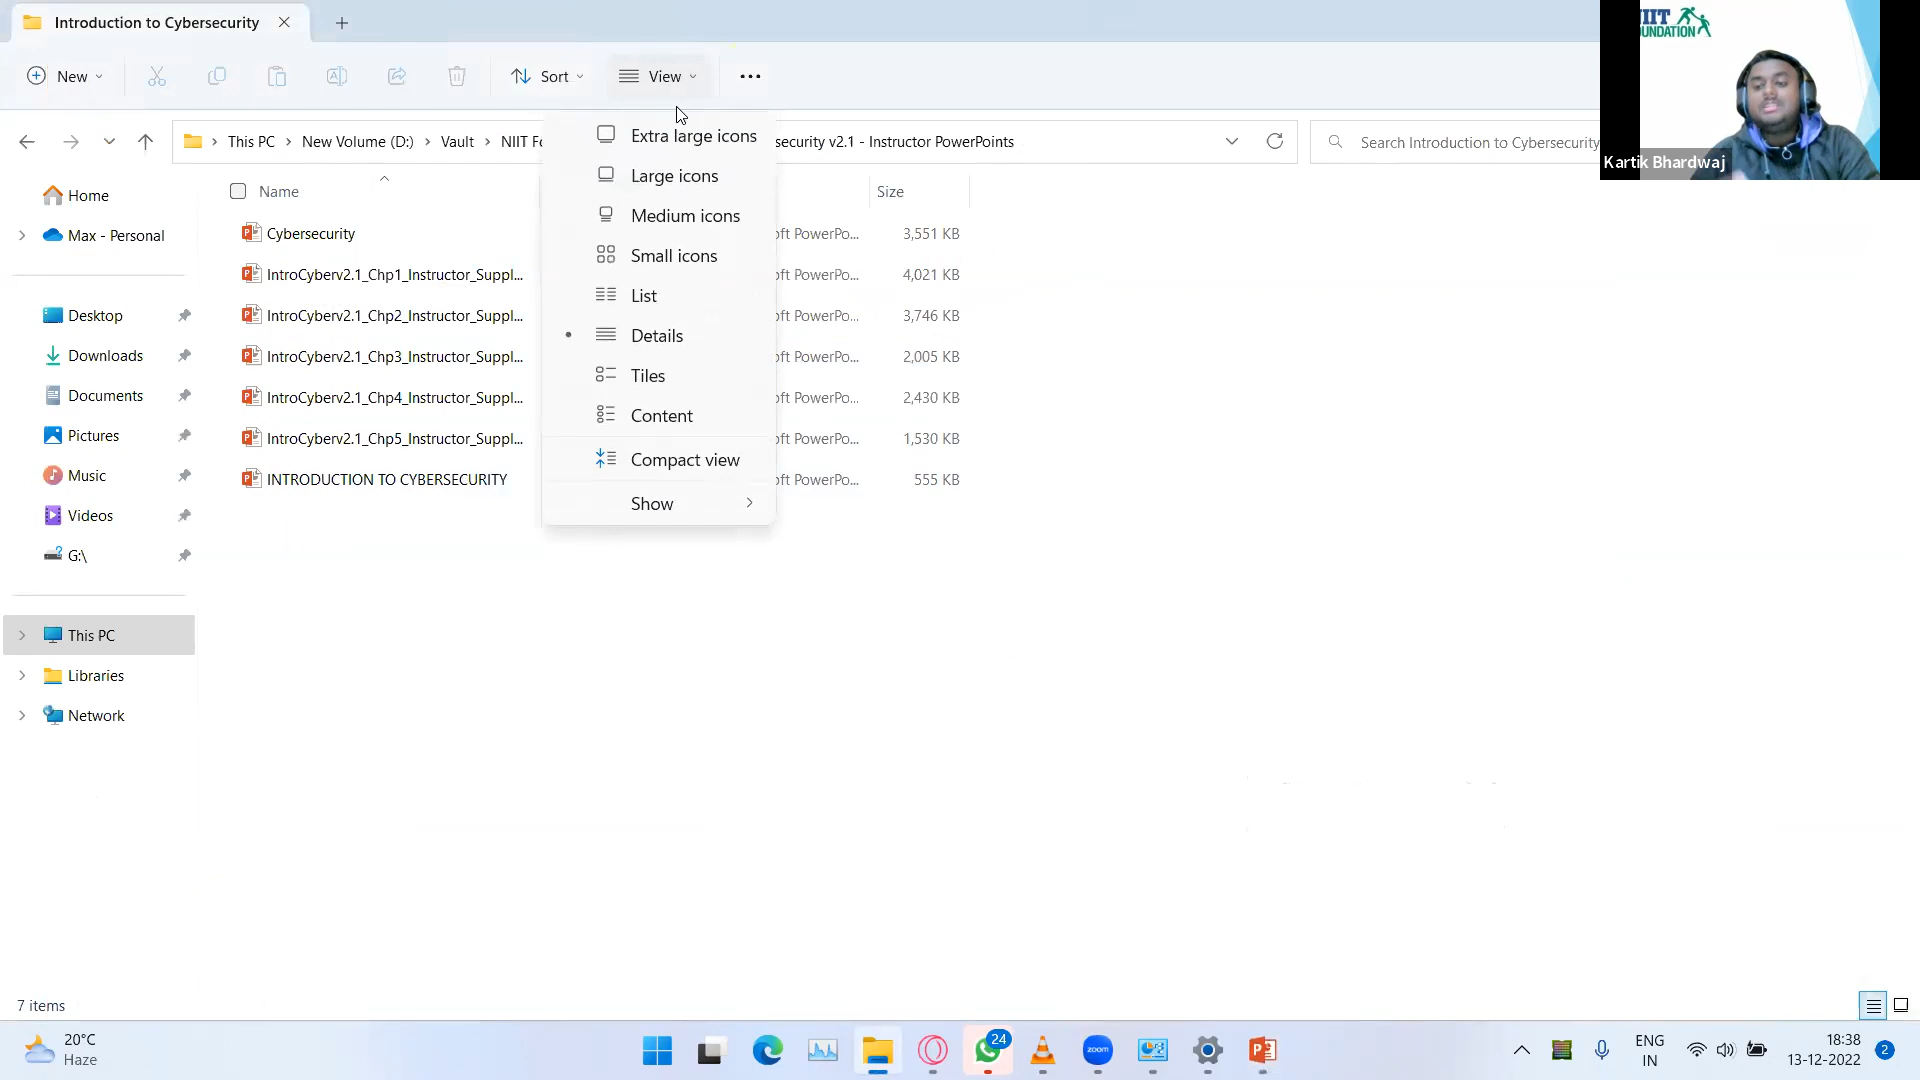 Introduction to Cybersecurity
New
Sort
View
This PC > New Volume (D:) > Vault > NIIT Fo
security v2.1 - Instructor PowerPoints
Search Introduction to Cybersecurity
NIIT
FOUNDATION
Kartik Bhardwaj
Home
Max - Personal
Desktop
Downloads
Documents
Pictures
Music
Videos
G:\
This PC
Libraries
Network
Name
Size
Cybersecurity
oft PowerPo...
3,551 KB
IntroCyberv2.1_Chp1_Instructor_Suppl...
oft PowerPo...
4,021 KB
IntroCyberv2.1_Chp2_Instructor_Suppl...
oft PowerPo...
3,746 KB
IntroCyberv2.1_Chp3_Instructor_Suppl...
oft PowerPo...
2,005 KB
IntroCyberv2.1_Chp4_Instructor_Suppl...
oft PowerPo...
2,430 KB
IntroCyberv2.1_Chp5_Instructor_Suppl...
oft PowerPo...
1,530 KB
INTRODUCTION TO CYBERSECURITY
oft PowerPo...
555 KB
Extra large icons
Large icons
Medium icons
Small icons
List
Details
Tiles
Content
Compact view
Show
7 items
20°C
Haze
24
zoom
ENG
IN
18:38
13-12-2022
2